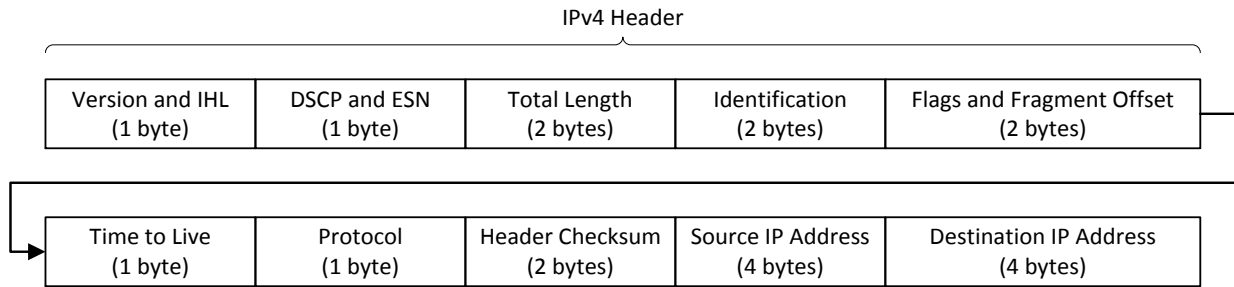 IPv4 Header
Version and IHL
(1 byte)
DSCP and ESN
(1 byte)
Total Length
(2 bytes)
Identification
(2 bytes)
Flags and Fragment Offset
(2 bytes)
Time to Live
(1 byte)
Protocol
(1 byte)
Header Checksum
(2 bytes)
Source IP Address
(4 bytes)
Destination IP Address
(4 bytes)